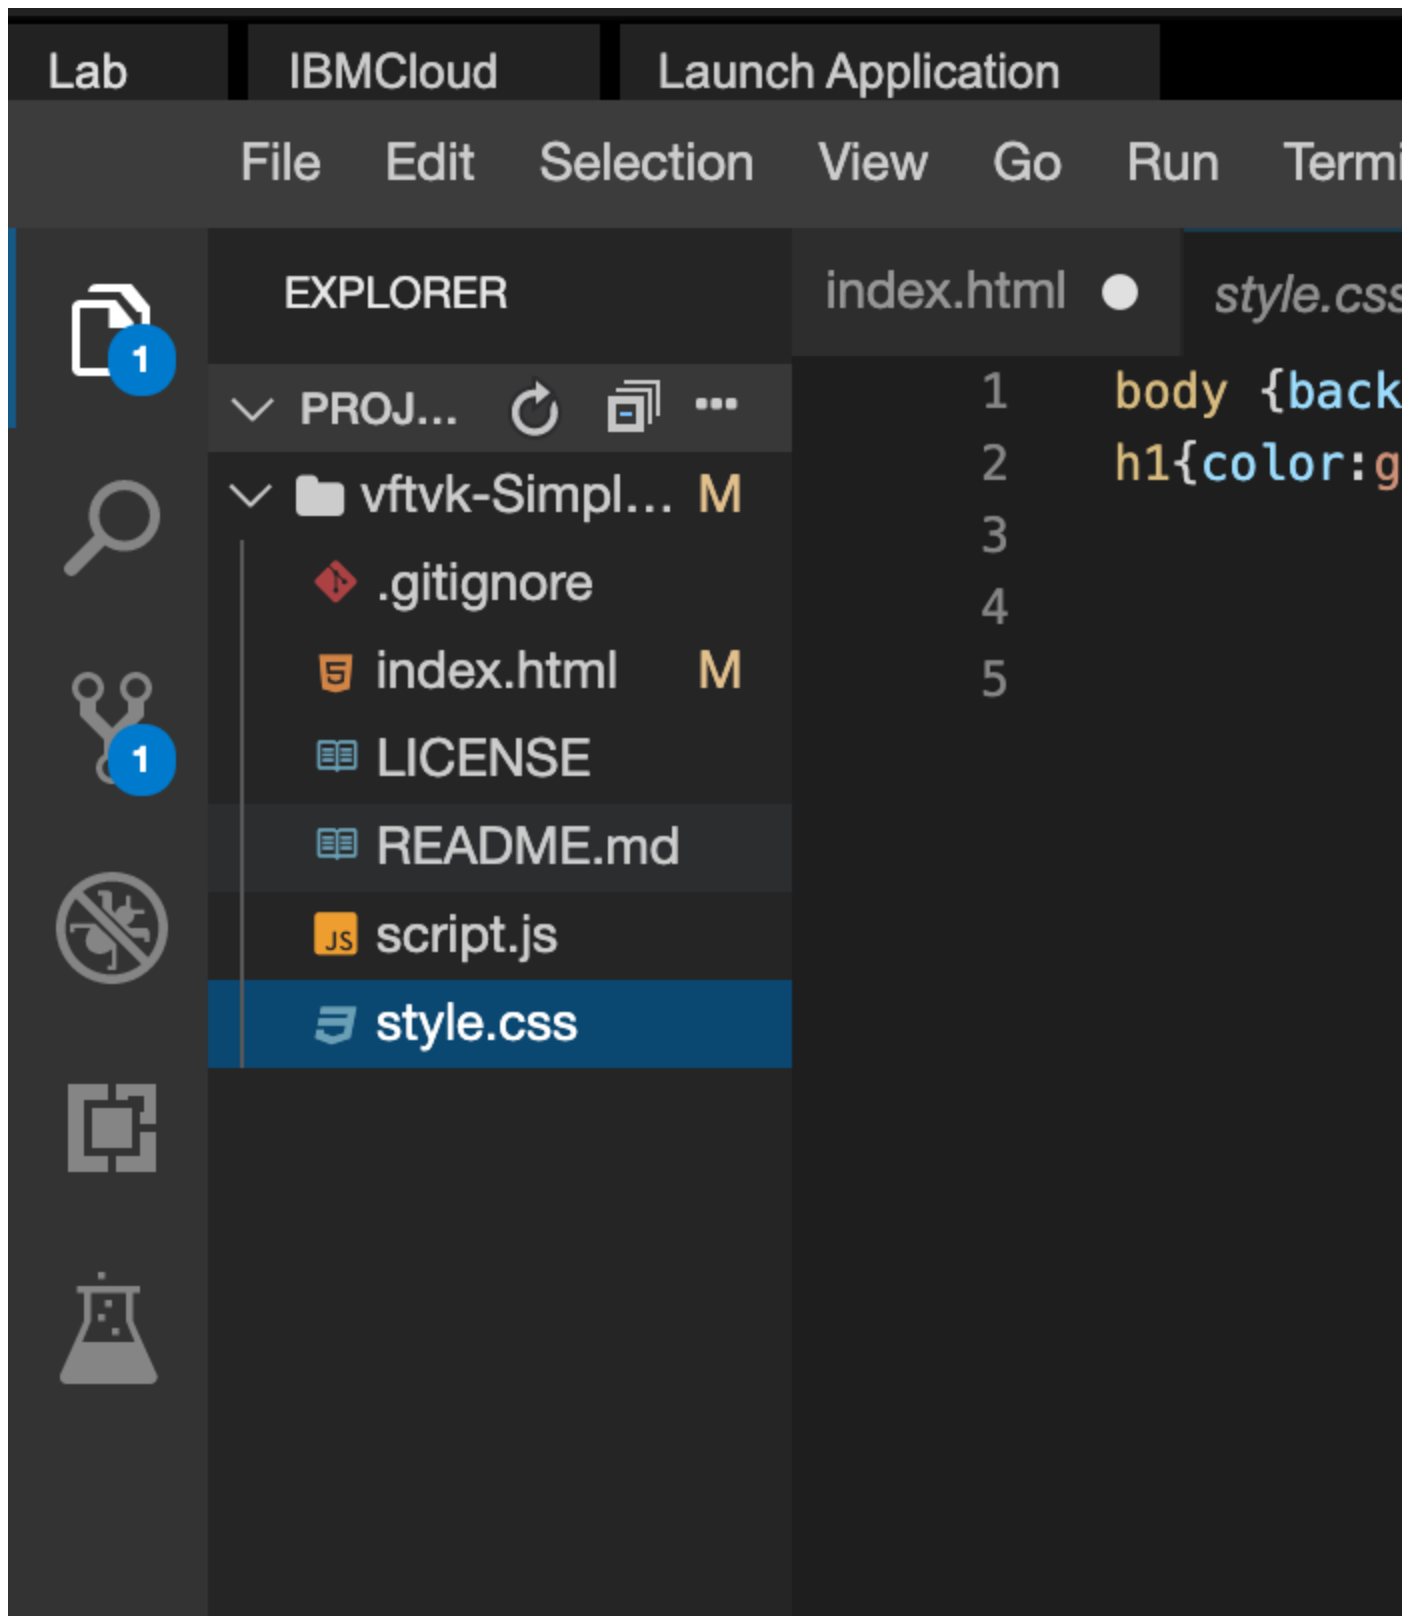 Lab IBMCloud Launch Application
File Edit Selection View Go Run Termi
EXPLORER
index.html style.css
PROJ...
1 body {back
2 h1{color:g
3
4
5
vftvk-Simpl... M
.gitignore
index.html M
LICENSE
README.md
JS script.js
style.css
1
1